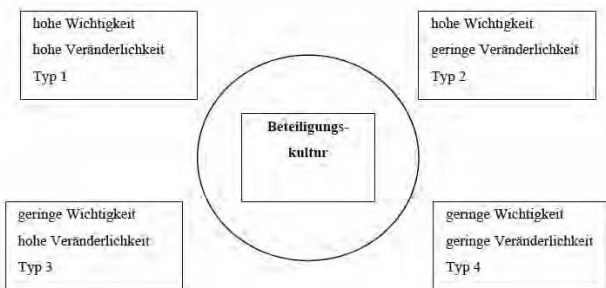 hohe Wichtigkeit
hohe Veränderlichkeit
Typ 1
hohe Wichtigkeit
geringe Veränderlichkeit
Typ 2
Beteiligungs-
kultur
geringe Wichtigkeit
hohe Veränderlichkeit
Typ 3
geringe Wichtigkeit
geringe Veränderlichkeit
Typ 4